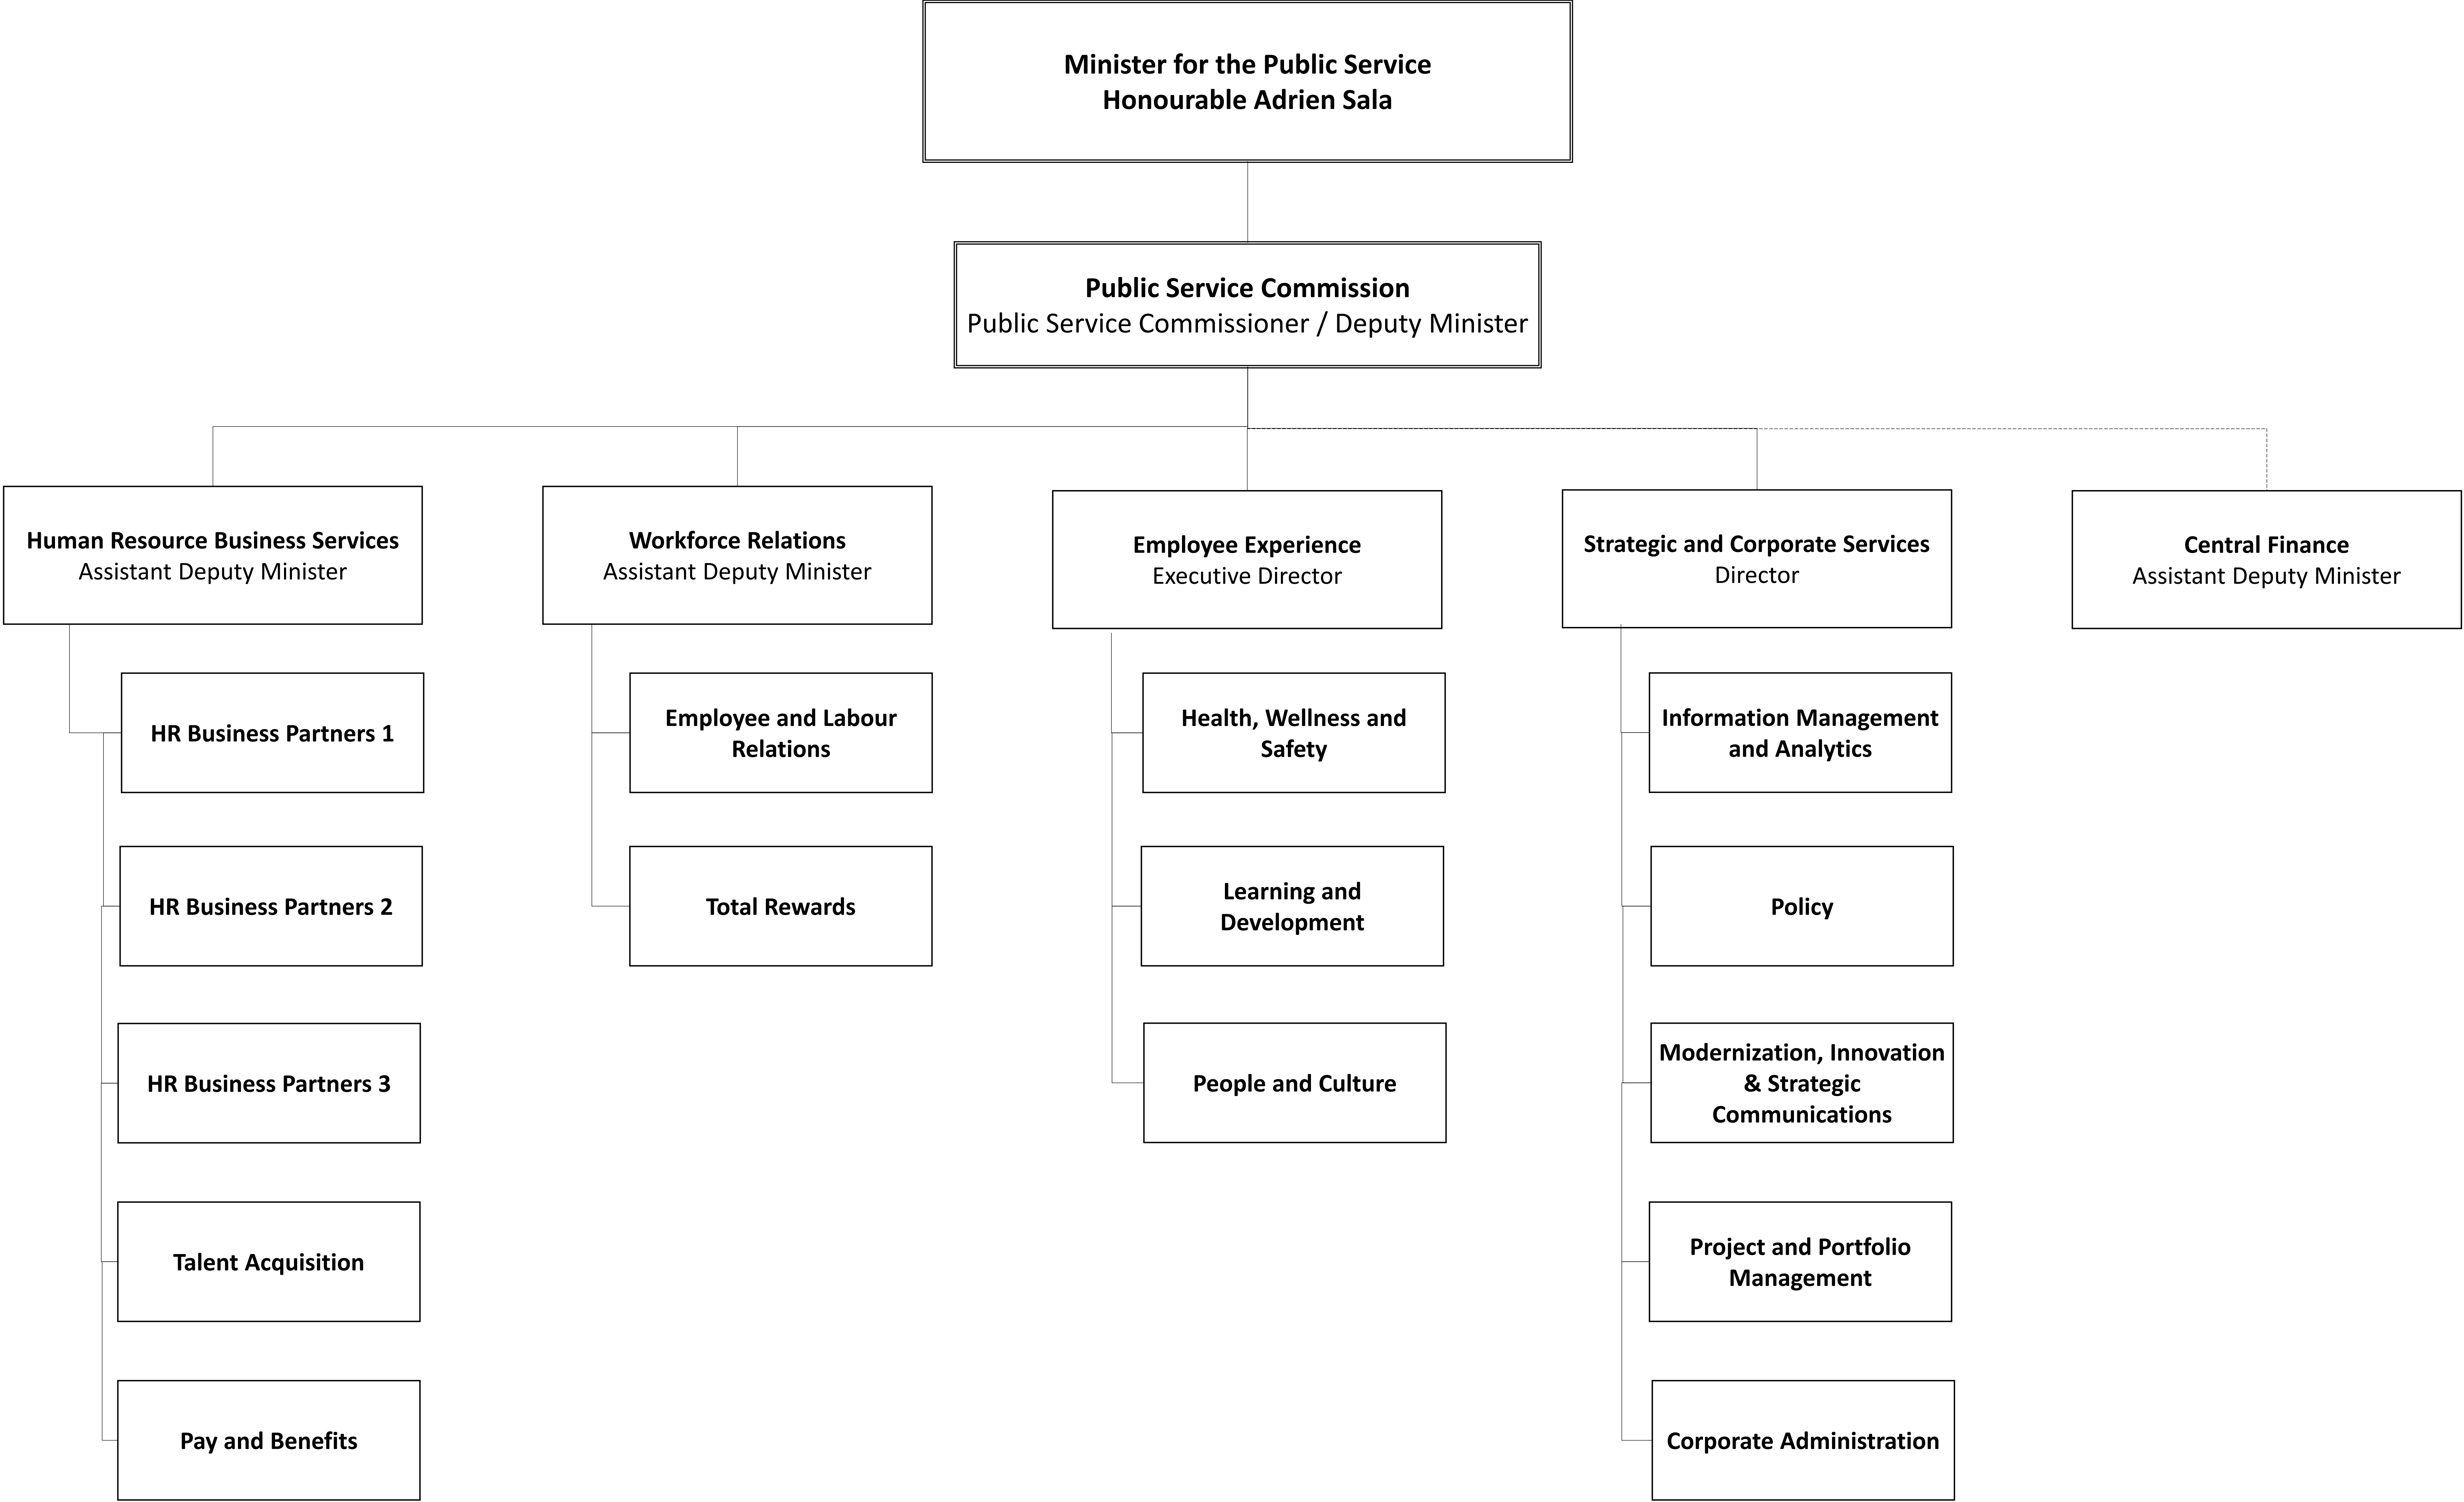 Minister for the Public Service
Honourable Adrien Sala
Public Service Commission
Public Service Commissioner / Deputy Minister
Human Resource Business Services
Assistant Deputy Minister
Workforce Relations
Assistant Deputy Minister
Employee Experience
Executive Director
Strategic and Corporate Services
Director
Central Finance
Assistant Deputy Minister
HR Business Partners 1
HR Business Partners 2
HR Business Partners 3
Talent Acquisition
Pay and Benefits
Employee and Labour
Relations
Total Rewards
Health, Wellness and
Safety
Learning and
Development
People and Culture
Information Management
and Analytics
Policy
Modernization, Innovation
& Strategic
Communications
Project and Portfolio
Management
Corporate Administration